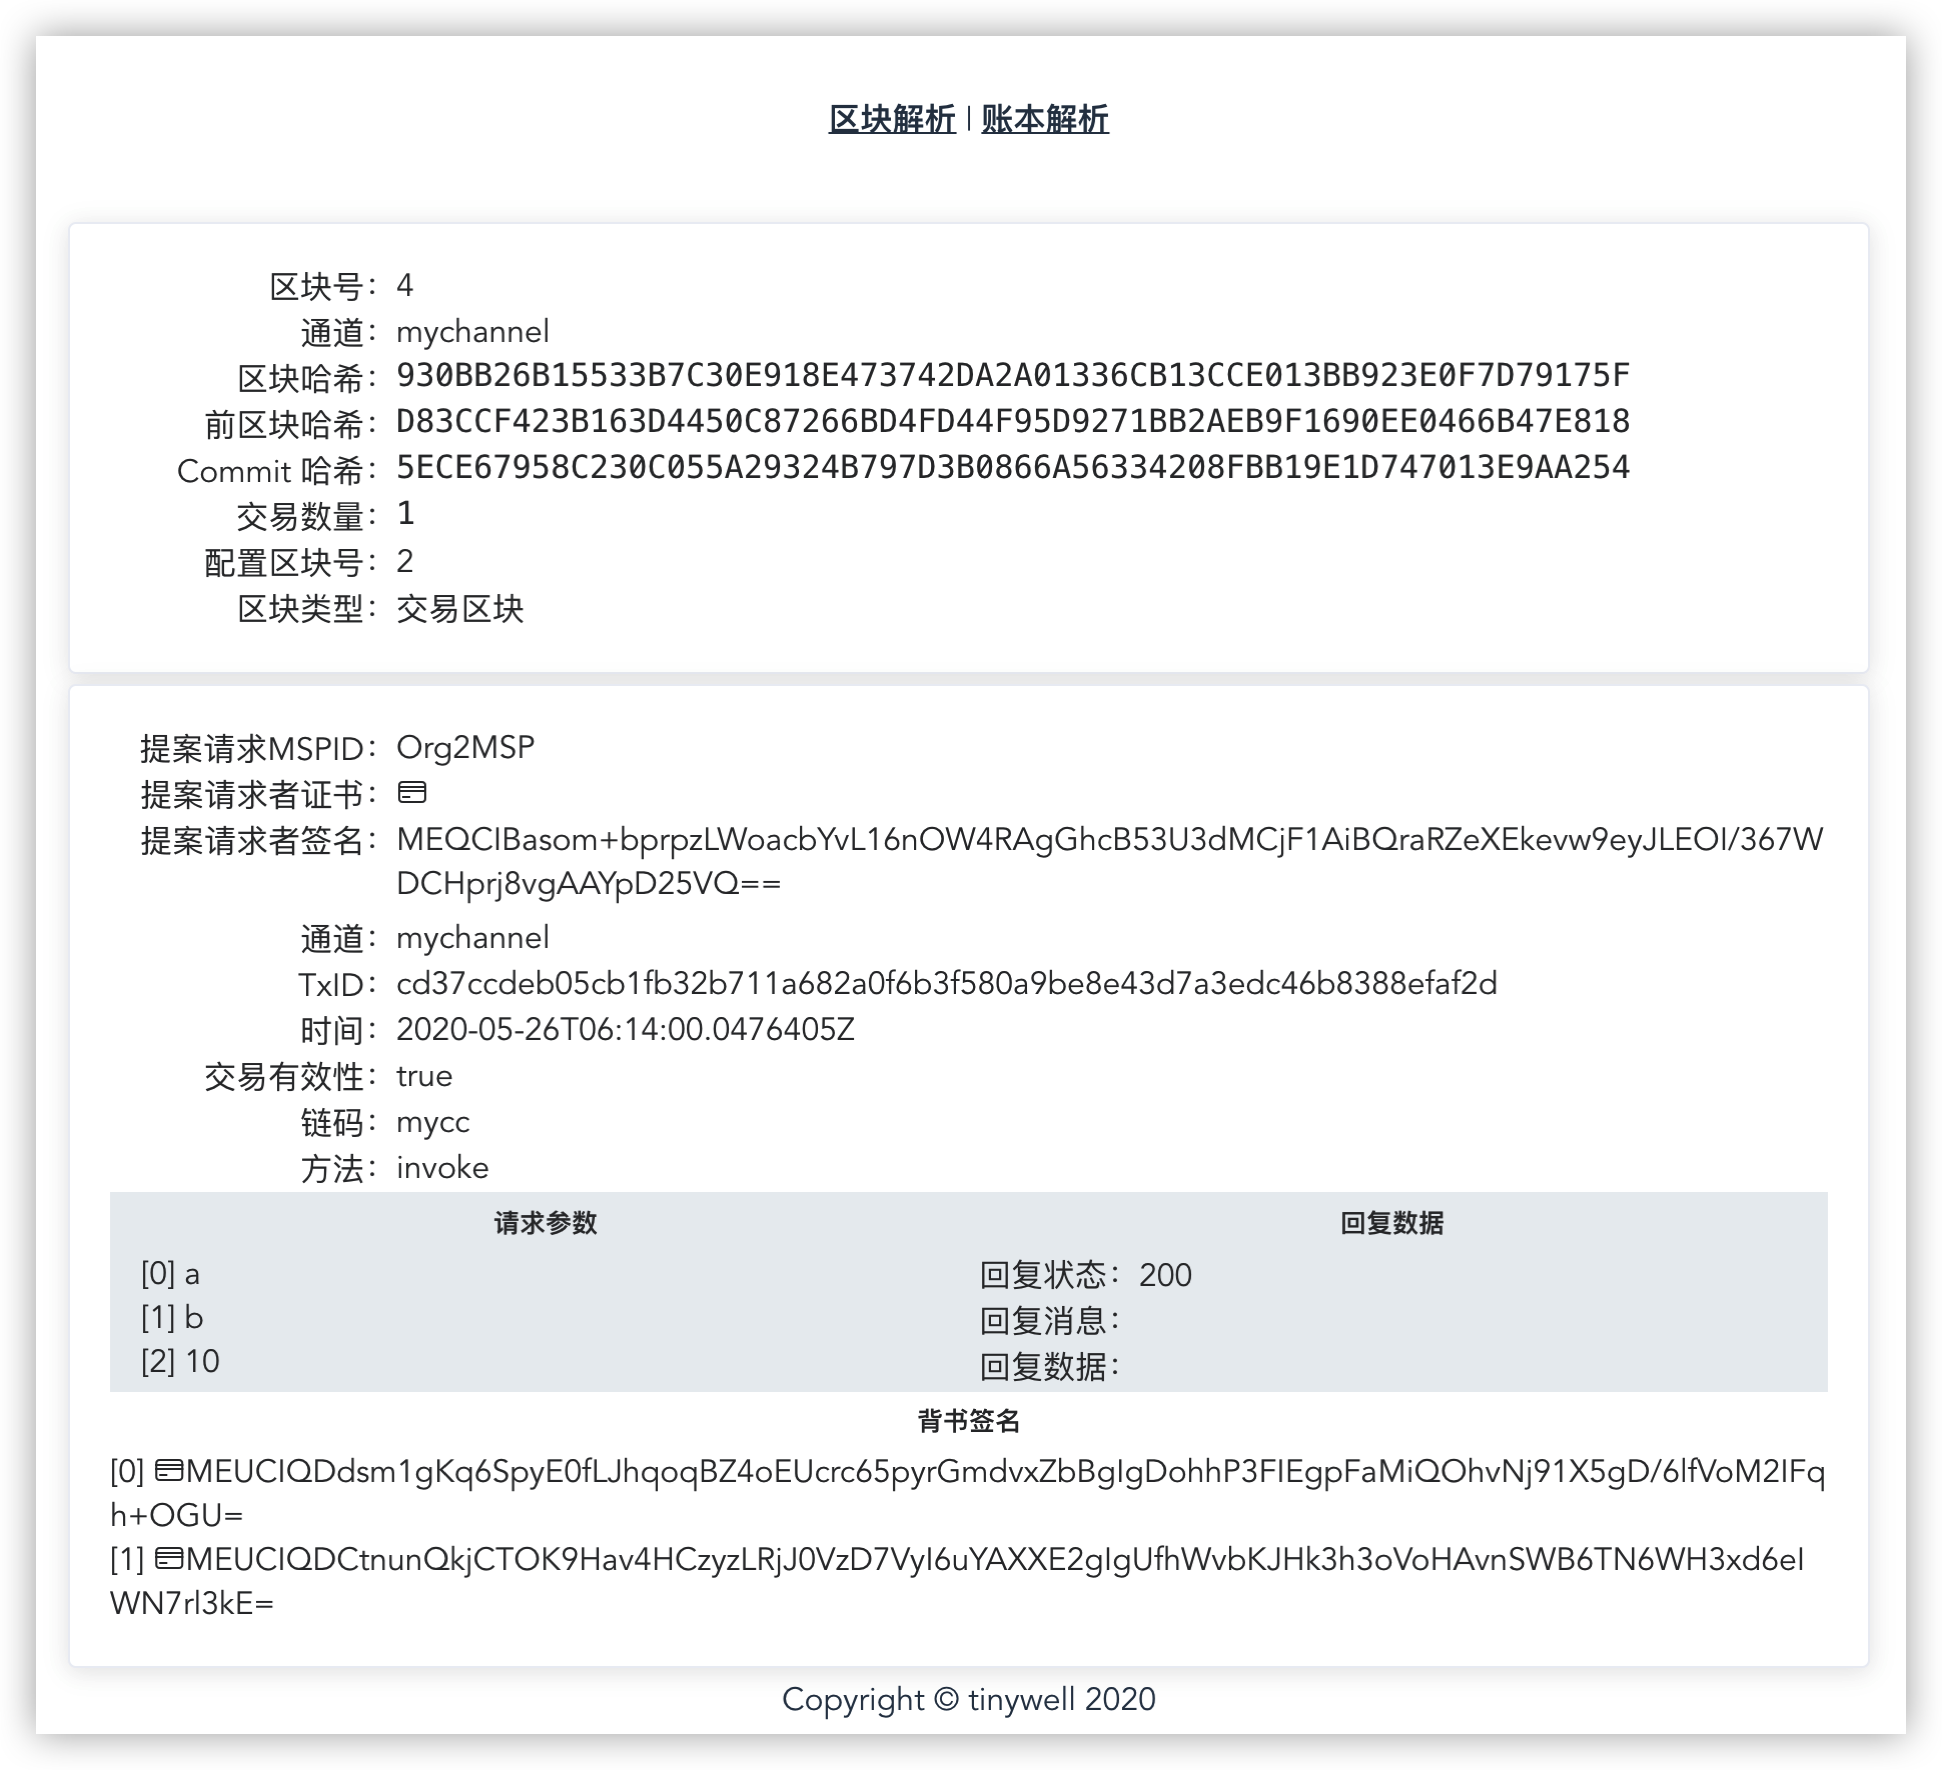 区块解析 | 账本解析
区块号： 4
通道： mychannel
区块哈希： 930BB26B15533B7C30E918E473742DA2A01336CB13CCE013BB923E0F7D79175F
前区块哈希： D83CCF423B163D4450C87266BD4FD44F95D9271BB2AEB9F1690EE0466B47E818
Commit 哈希： 5ECE67958C230C055A29324B797D3B0866A56334208FBB19E1D747013E9AA254
交易数量： 1
配置区块号： 2
区块类型： 交易区块
提案请求MSPID： Org2MSP
提案请求者证书：
提案请求者签名： MEQCIBasom+bprpzLWoacbYvL16nOW4RAgGhcB53U3dMCjF1AiBQraRZeXEkevw9eyJLEOI/367W
DCHprj8vgAAYpD25VQ==
通道： mychannel
TxID： cd37ccdeb05cb1fb32b711a682a0f6b3f580a9be8e43d7a3edc46b8388efaf2d
时间： 2020-05-26T06:14:00.0476405Z
交易有效性： true
链码： mycc
方法： invoke
请求参数 回复数据
[0] a 回复状态： 200
[1] b 回复消息：
[2] 10 回复数据：
背书签名
[0] MEUCIQDdsm1gKq6SpyE0fLJhqoqBZ4oEUcrc65pyrGmdvxZbBgIgDohhP3FIEgpFaMiQOhvNj91X5gD/6lfVoM2IFq
h+OGU=
[1] MEUCIQDCtnunQkjCTOK9Hav4HCzyzLRjJ0VzD7VyI6uYAXXE2gIgUfhWvbKJHk3h3oVoHAvnSWB6TN6WH3xd6eI
WN7rl3kE=
Copyright © tinywell 2020